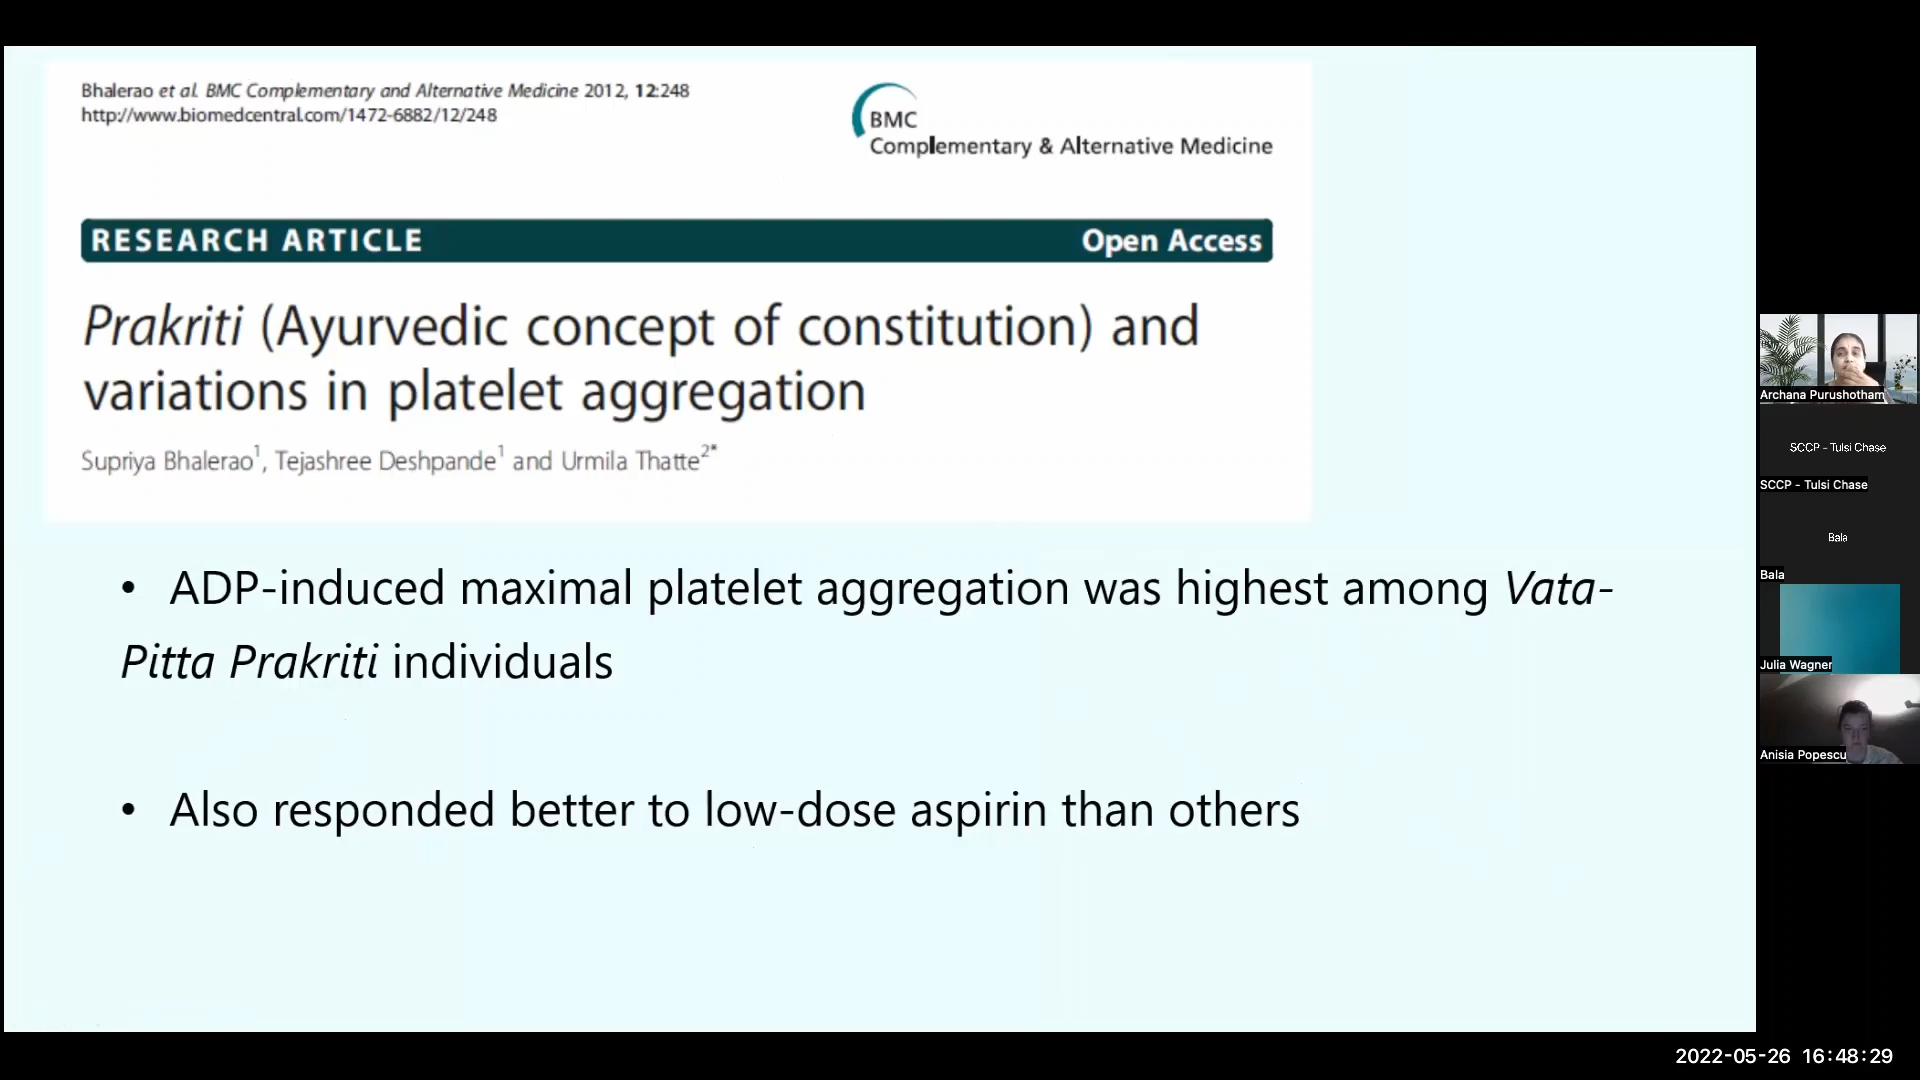 Bhalerao et al. BMC Complementary and Alternative Medicine 2012, 12:248
http://www.biomedcentral.com/1472-6882/12/248
BMC
Complementary & Alternative Medicine
RESEARCH ARTICLE
Open Access
Prakriti (Ayurvedic concept of constitution) and
variations in platelet aggregation
Supriya Bhalerao1, Tejashree Deshpande1 and Urmila Thatte2*
• ADP-induced maximal platelet aggregation was highest among Vata-
Pitta Prakriti individuals
• Also responded better to low-dose aspirin than others
Archana Purushotham
SCCP - Tulsi Chase
SCCP - Tulsi Chase
Bala
Bala
Julia Wagner
Anisia Popescu
2022-05-26 16:48:29